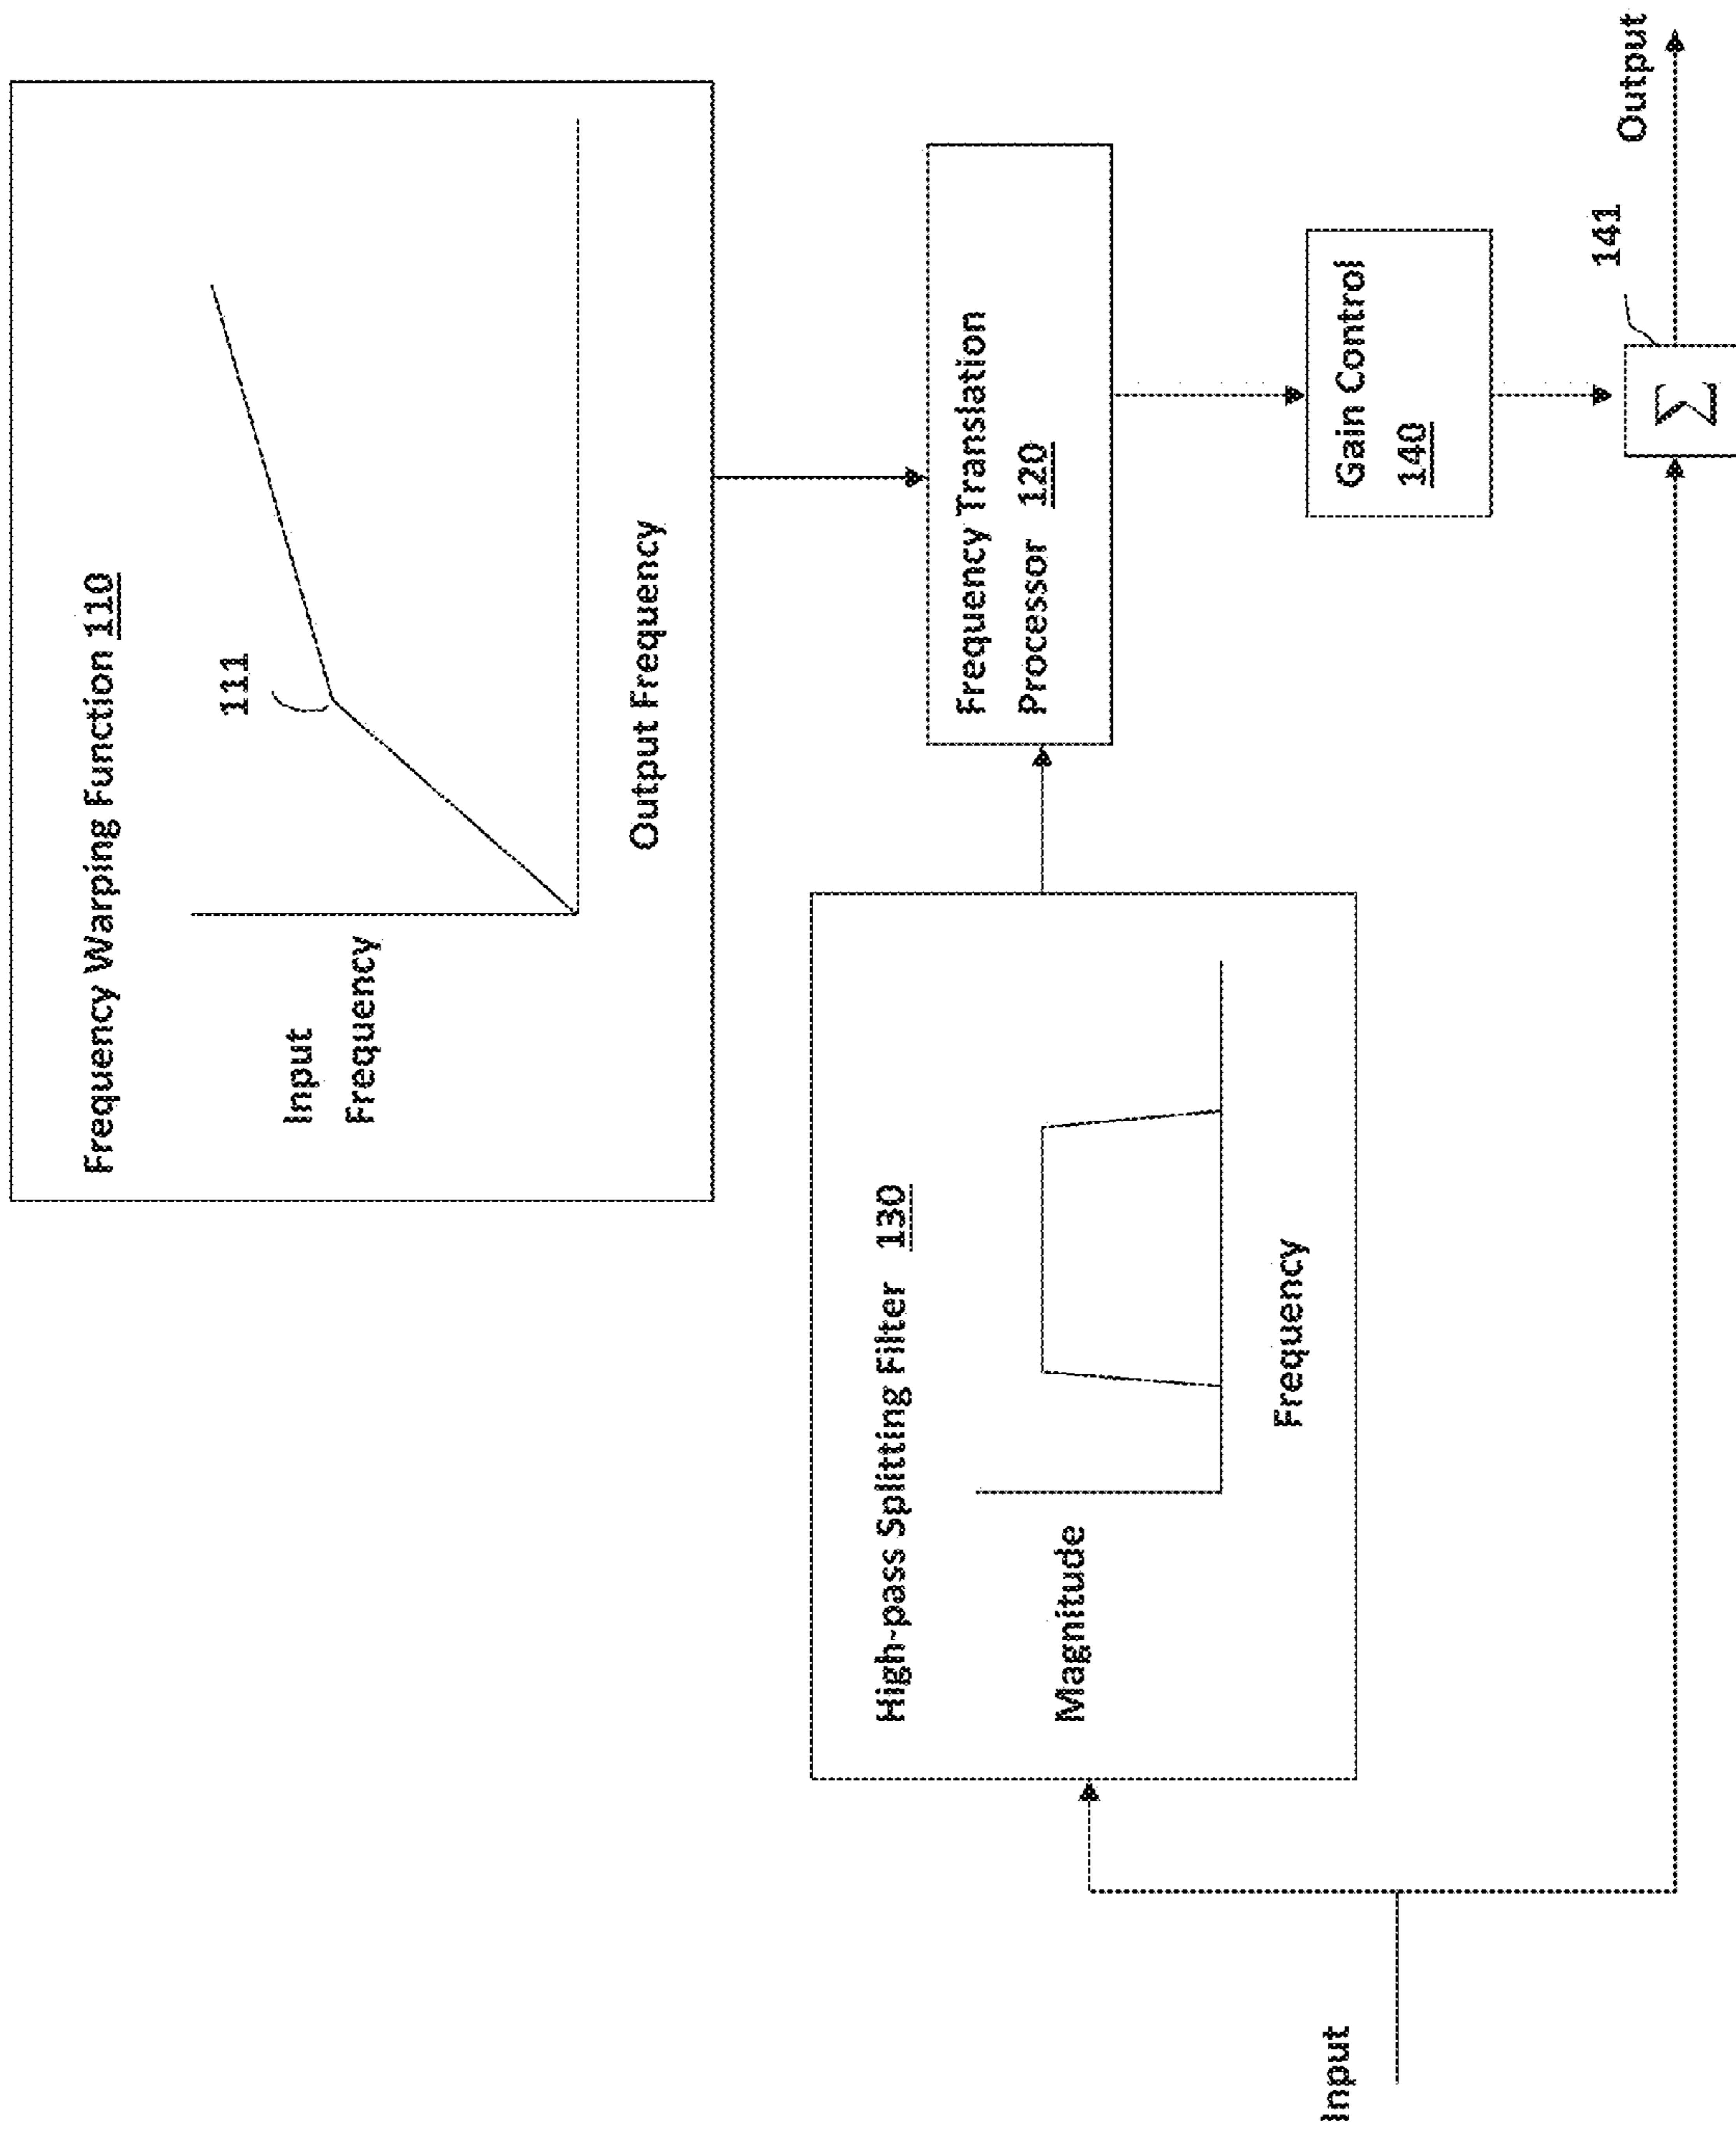 Frequency Warping Function 110
111
Input
Frequency
Output Frequency
High-pass Splitting Filter 130
Magnitude
Frequency
Frequency Translation
Processor 120
Gain Control
140
141
Σ
Input
Output